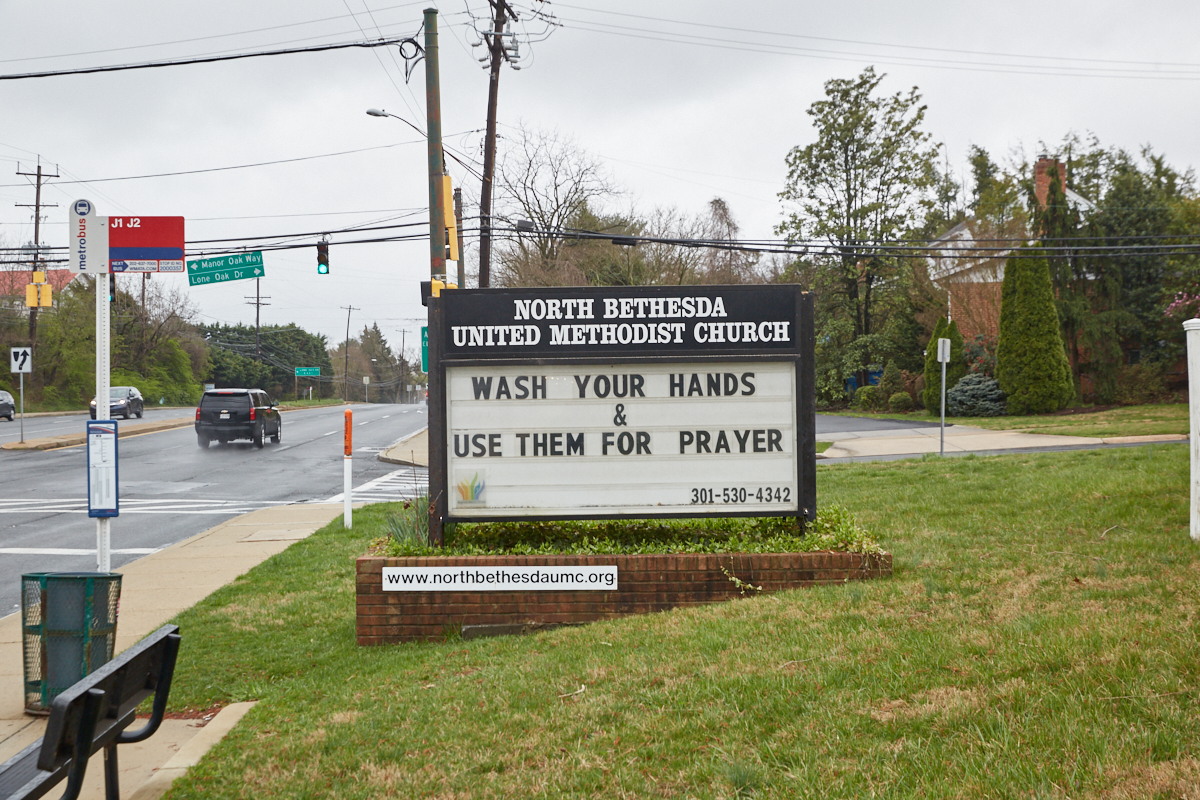 metrobus
J1 J2
Manor Oak Way
Lone Oak Dr
NORTH BETHESDA
UNITED METHODIST CHURCH
WASH YOUR HANDS
&
USE THEM FOR PRAYER
301-530-4342
www.northbethesdaumc.org